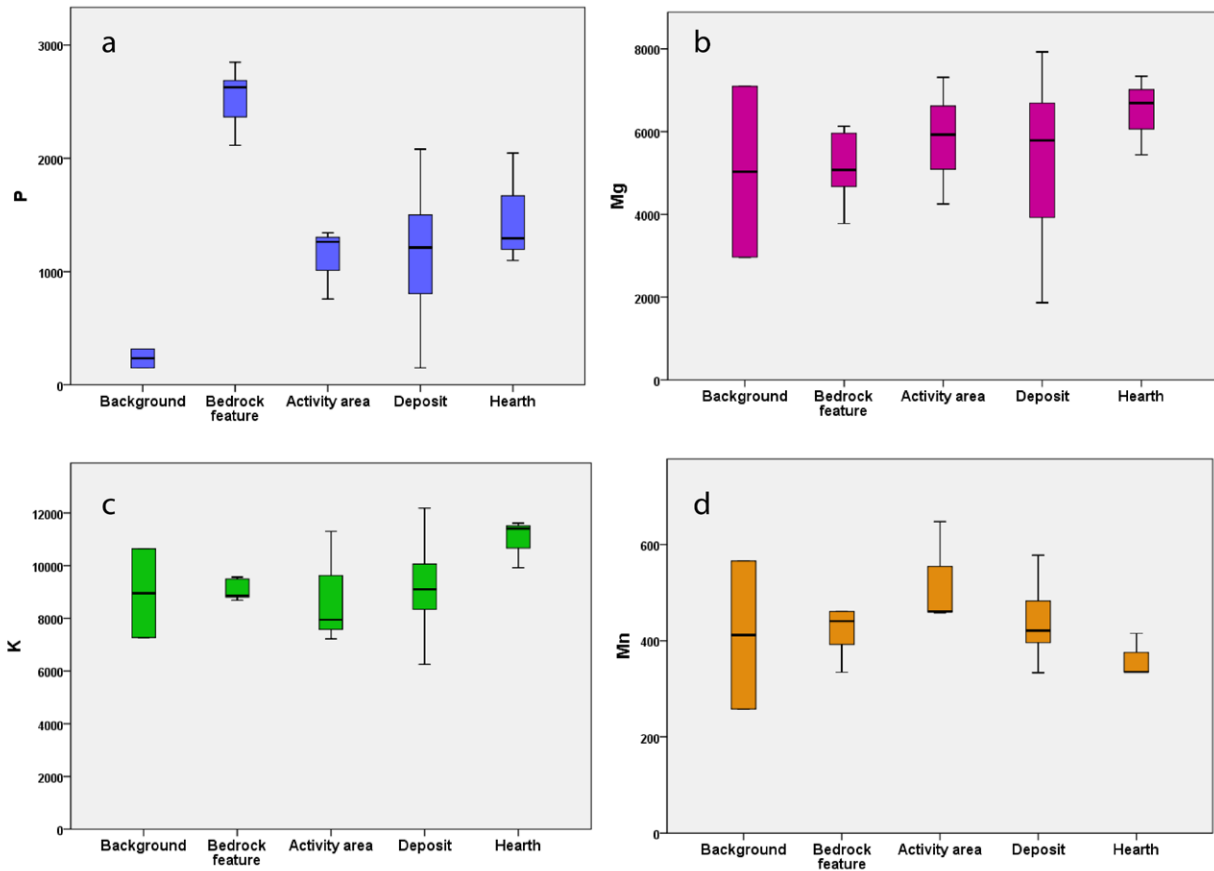 a
3000
2000
1000
0
P
Background
Bedrock
feature
Activity area
Deposit
Hearth
b
8000
6000
4000
2000
0
Mg
Background
Bedrock
feature
Activity area
Deposit
Hearth
c
12000
10000
8000
6000
4000
2000
0
K
Background
Bedrock
feature
Activity area
Deposit
Hearth
d
600
400
200
0
Mn
Background
Bedrock
feature
Activity area
Deposit
Hearth